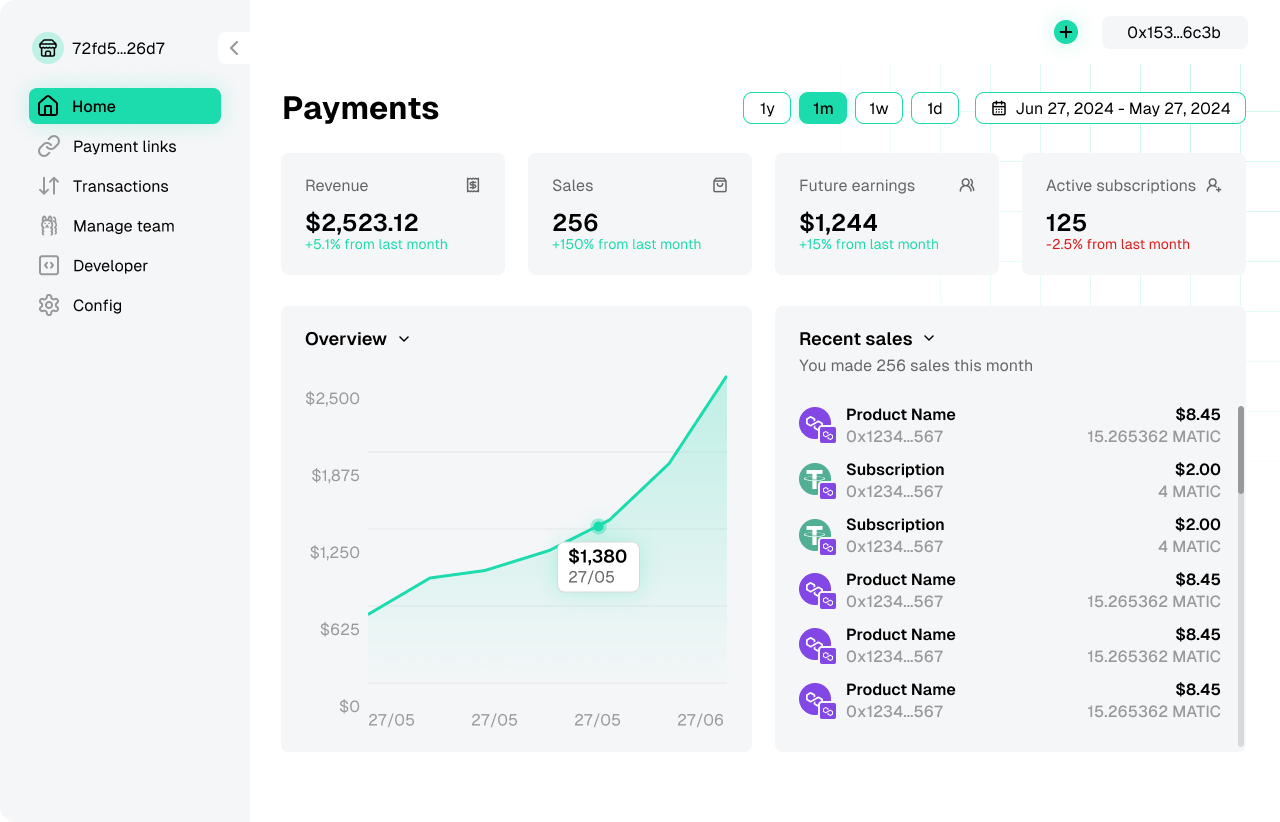 72fd5...26d7
0x153...6c3b
Home
Payment links
Transactions
Manage team
Developer
Config
Payments
1y
1m
1w
1d
Jun 27, 2024 - May 27, 2024
Revenue
$2,523.12
+5.1% from last month
Sales
256
+150% from last month
Future earnings
$1,244
+15% from last month
Active subscriptions
125
-2.5% from last month
Overview
$2,500
$1,875
$1,250
$625
$0
$1,380
27/05
27/05
27/05
27/05
27/06
Recent sales
You made 256 sales this month
Product Name $8.45
0x1234...567 15.265362 MATIC
Subscription $2.00
0x1234...567 4 MATIC
Subscription $2.00
0x1234...567 4 MATIC
Product Name $8.45
0x1234...567 15.265362 MATIC
Product Name $8.45
0x1234...567 15.265362 MATIC
Product Name $8.45
0x1234...567 15.265362 MATIC